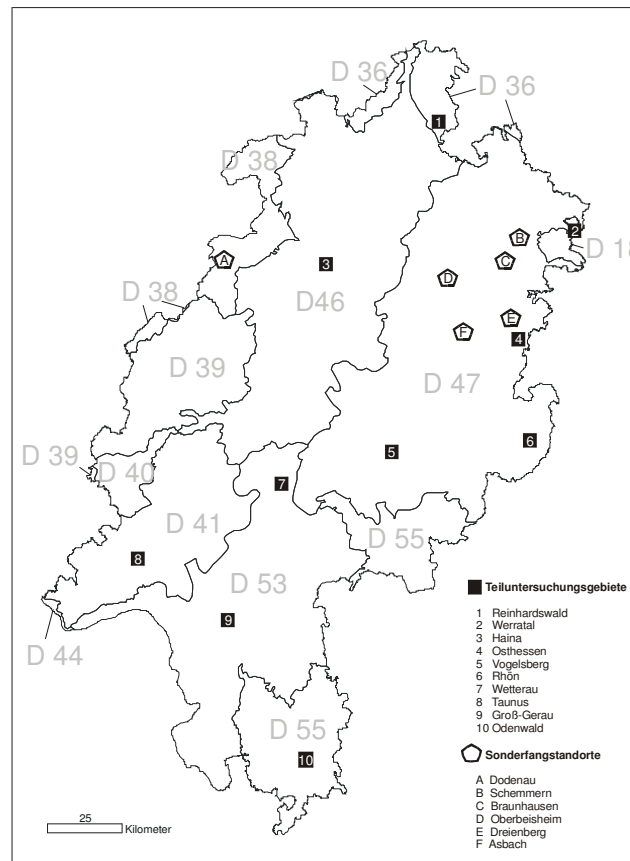 D 36
D 36
1
D 38
B
2
A
C
D 18
3
D
D46
D 38
E
F
4
D 39
D 47
6
5
D 39
D 40
7
D 41
D 55
8
D 53
Teiluntersuchungsgebiete
9
1 Reinhardswald
2 Werratal
3 Haina
4 Osthessen
5 Vogelsberg
6 Rhön
7 Wetterau
8 Taunus
9 Groß-Gerau
10 Odenwald
D 44
D 55
10
Sonderfangstandorte
A Dodenau
B Schemmern
C Braunhausen
D Oberbeisheim
E Dreienberg
F Asbach
25
Kilometer